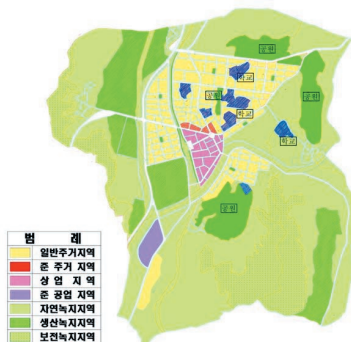 공원
학교
공원
공원
학교
학교
공원
범 례
일반주거지역
준 주거 지역
상 업 지 역
준 공업 지역
자연녹지지역
생산녹지지역
보전녹지지역